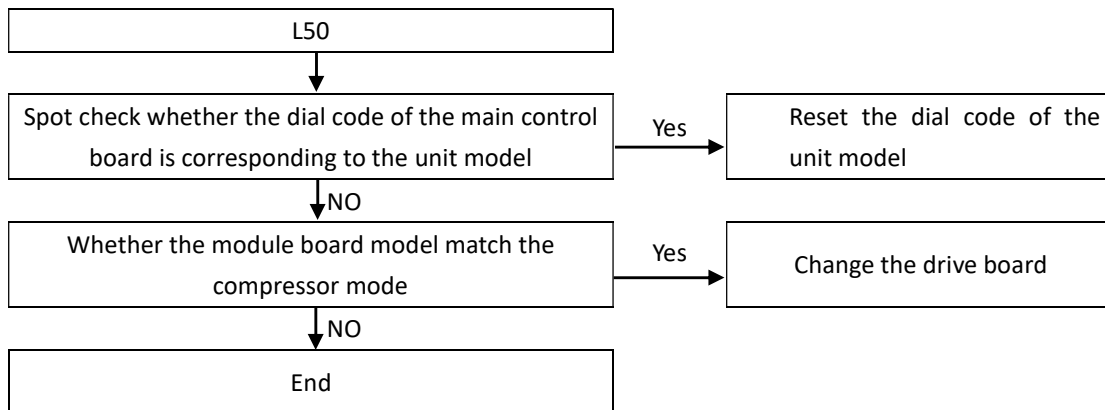 L50
Spot check whether the dial code of the main control
board is corresponding to the unit model
Yes
Reset the dial code of the
unit model
NO
Whether the module board model match the
compressor mode
Yes
Change the drive board
NO
End